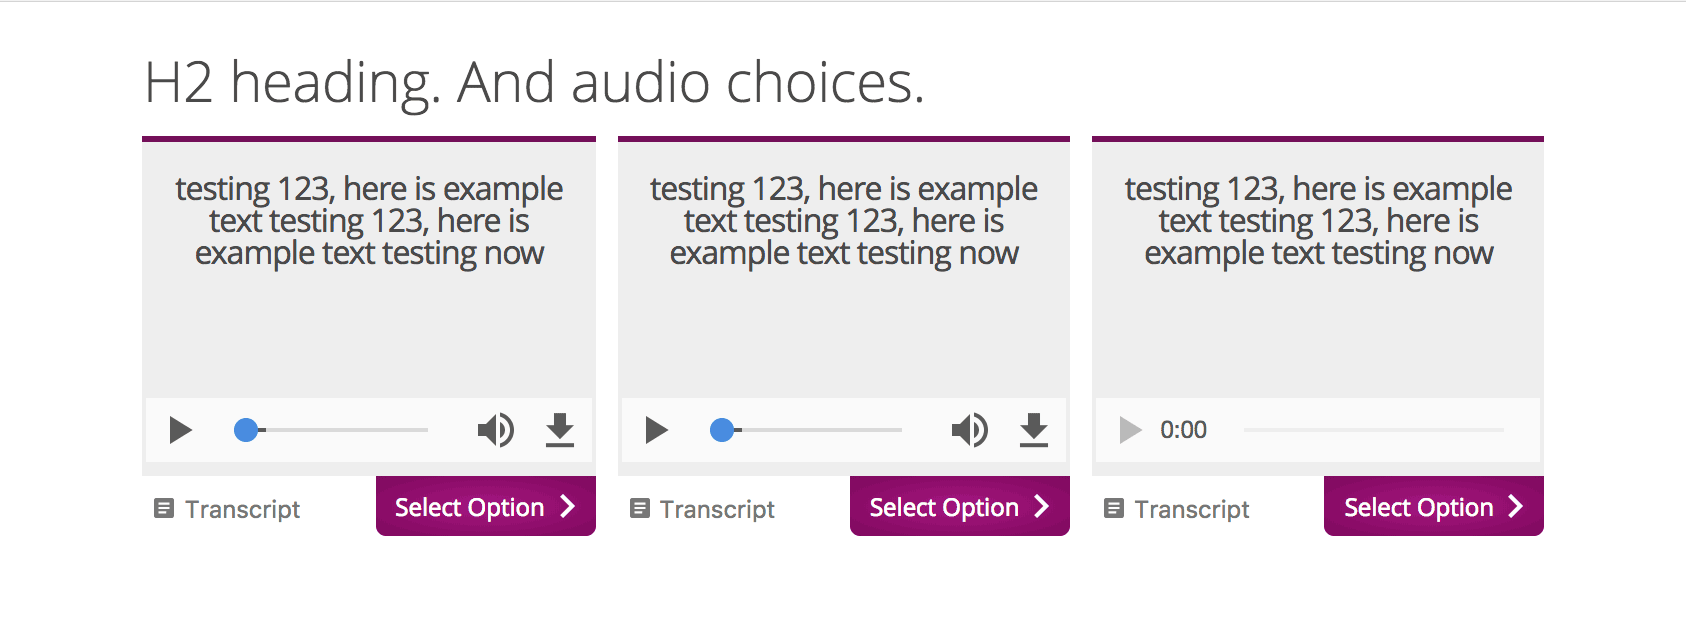 H2 heading. And audio choices.
testing 123, here is example
text testing 123, here is
example text testing now
Transcript
Select Option
testing 123, here is example
text testing 123, here is
example text testing now
Transcript
Select Option
testing 123, here is example
text testing 123, here is
example text testing now
0:00
Transcript
Select Option